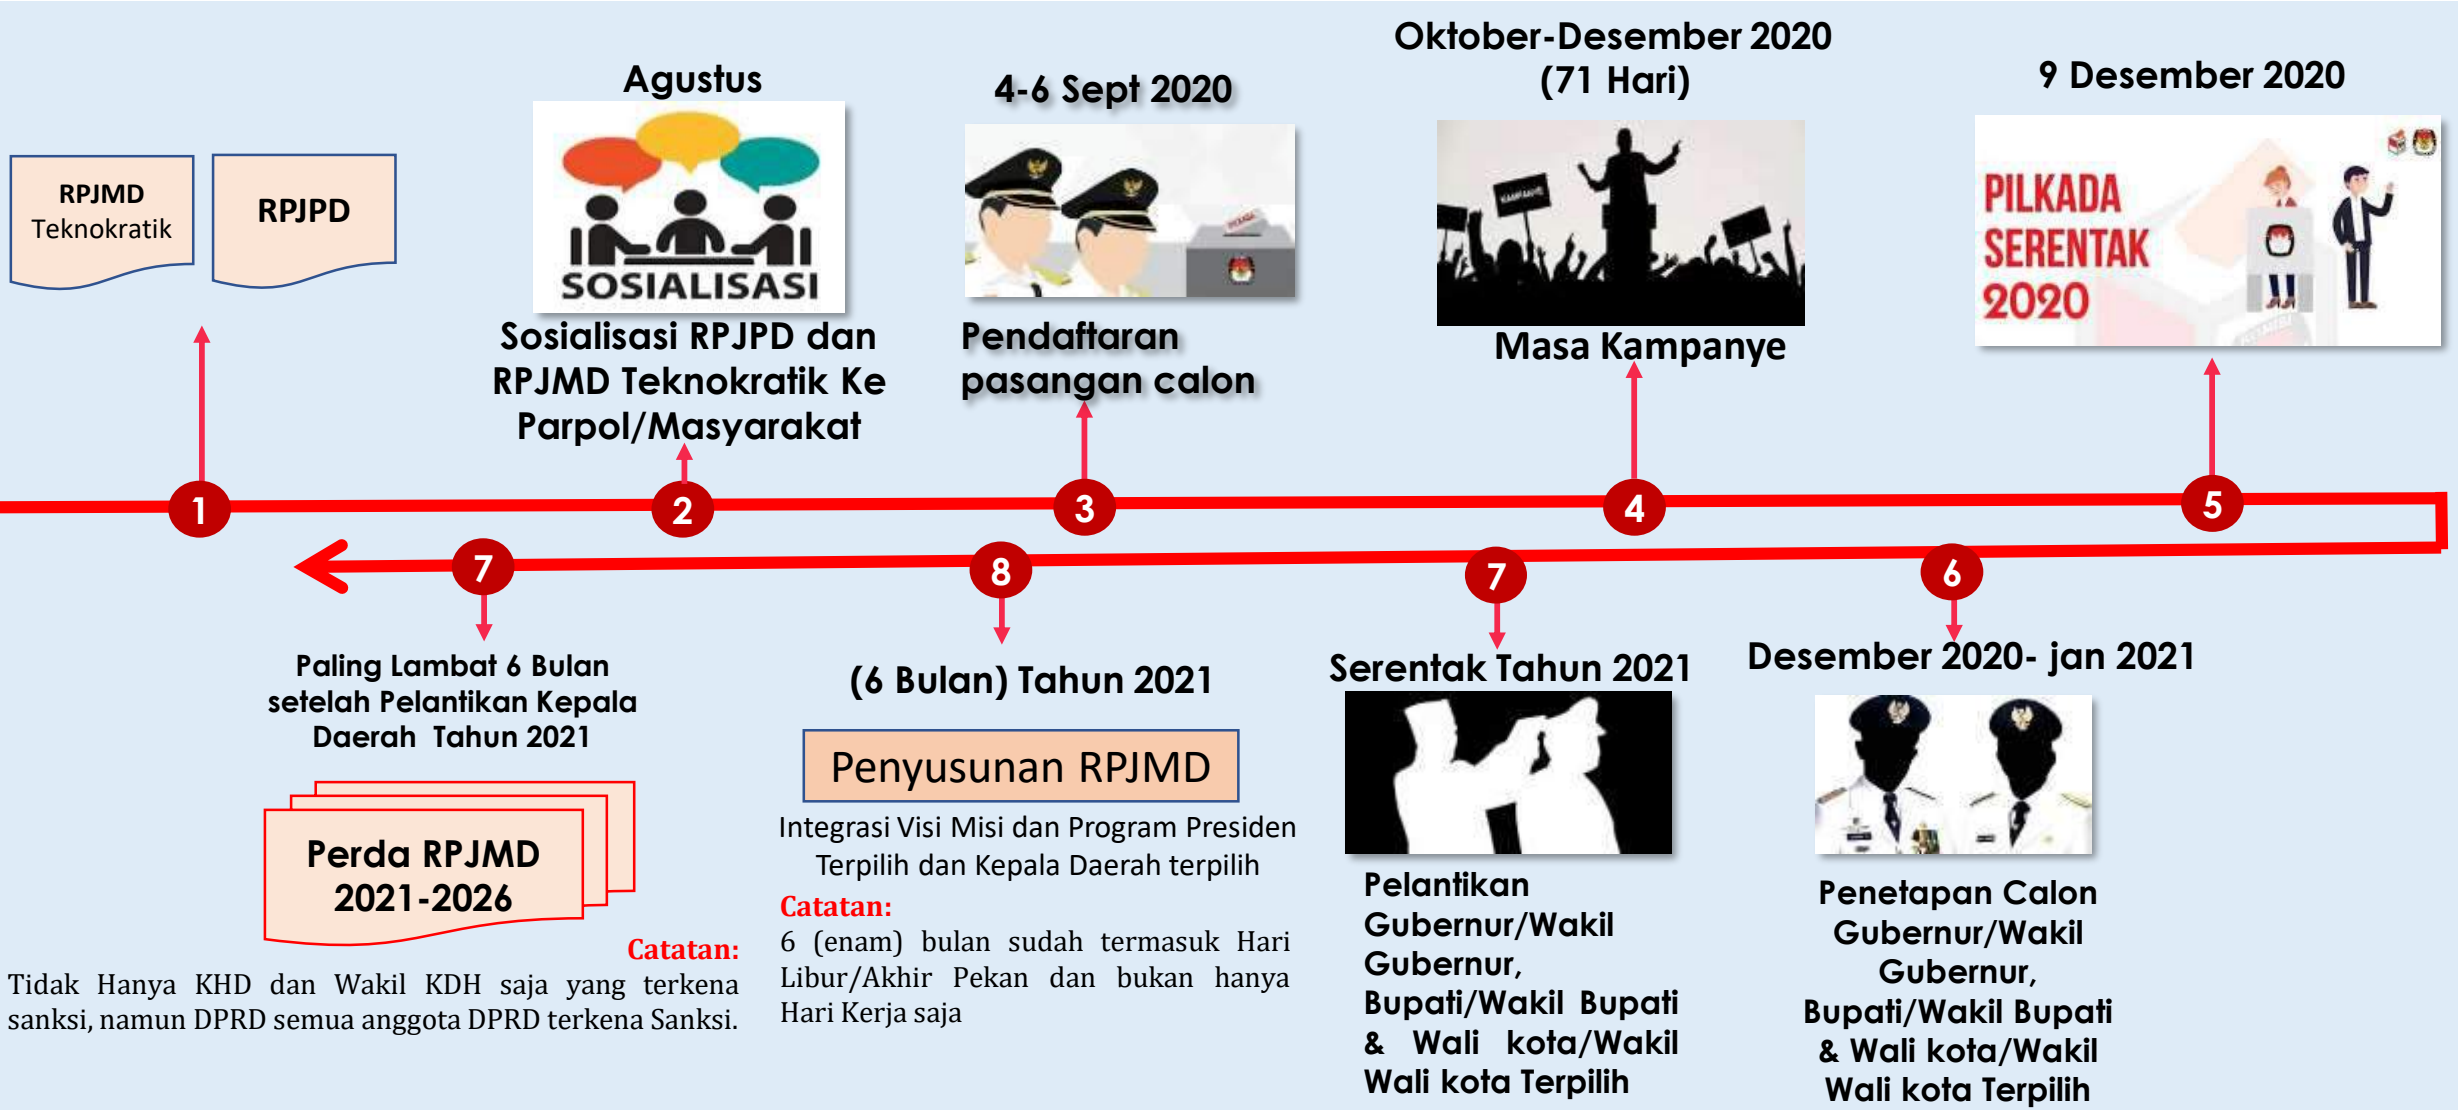 RPJMD
Teknokratik
RPJPD
1
Agustus
SOSIALISASI
Sosialisasi RPJPD dan
RPJMD Teknokratik Ke
Parpol/Masyarakat
2
4-6 Sept 2020
PILKADA
Pendaftaran
pasangan calon
3
Oktober-Desember 2020
(71 Hari)
KAMPANYE
Masa Kampanye
4
9 Desember 2020
PILKADA
SERENTAK
2020
5
6
Desember 2020- jan 2021
Penetapan Calon
Gubernur/Wakil
Gubernur,
Bupati/Wakil Bupati
& Wali kota/Wakil
Wali kota Terpilih
7
Serentak Tahun 2021
Pelantikan
Gubernur/Wakil
Gubernur,
Bupati/Wakil Bupati
& Wali kota/Wakil
Wali kota Terpilih
8
(6 Bulan) Tahun 2021
Penyusunan RPJMD
Integrasi Visi Misi dan Program Presiden
Terpilih dan Kepala Daerah terpilih
Catatan:
6 (enam) bulan sudah termasuk Hari
Libur/Akhir Pekan dan bukan hanya
Hari Kerja saja
7
Paling Lambat 6 Bulan
setelah Pelantikan Kepala
Daerah Tahun 2021
Perda RPJMD
2021-2026
Catatan:
Tidak Hanya KHD dan Wakil KDH saja yang terkena
sanksi, namun DPRD semua anggota DPRD terkena Sanksi.